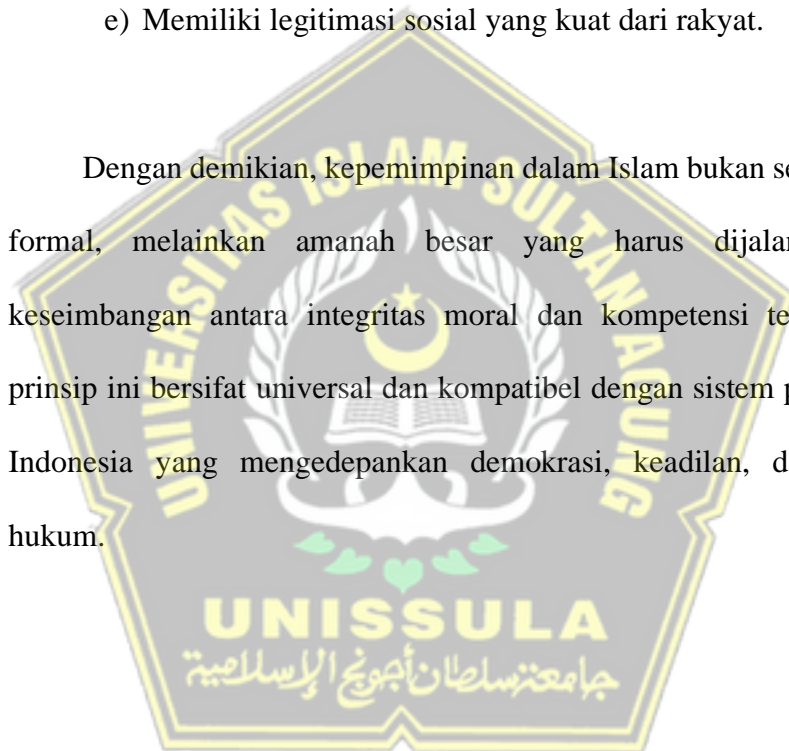 e) Memiliki legitimasi sosial yang kuat dari rakyat.
Dengan demikian, kepemimpinan dalam Islam bukan se
formal, melainkan amanah besar yang harus dijalan
keseimbangan antara integritas moral dan kompetensi te
prinsip ini bersifat universal dan kompatibel dengan sistem p
Indonesia yang mengedepankan demokrasi, keadilan, d
hukum.
UNIVERSITAS ISLAM SULTAN AGUNG
UNISSULA
جامعة سلطان أجونج الإسلامية